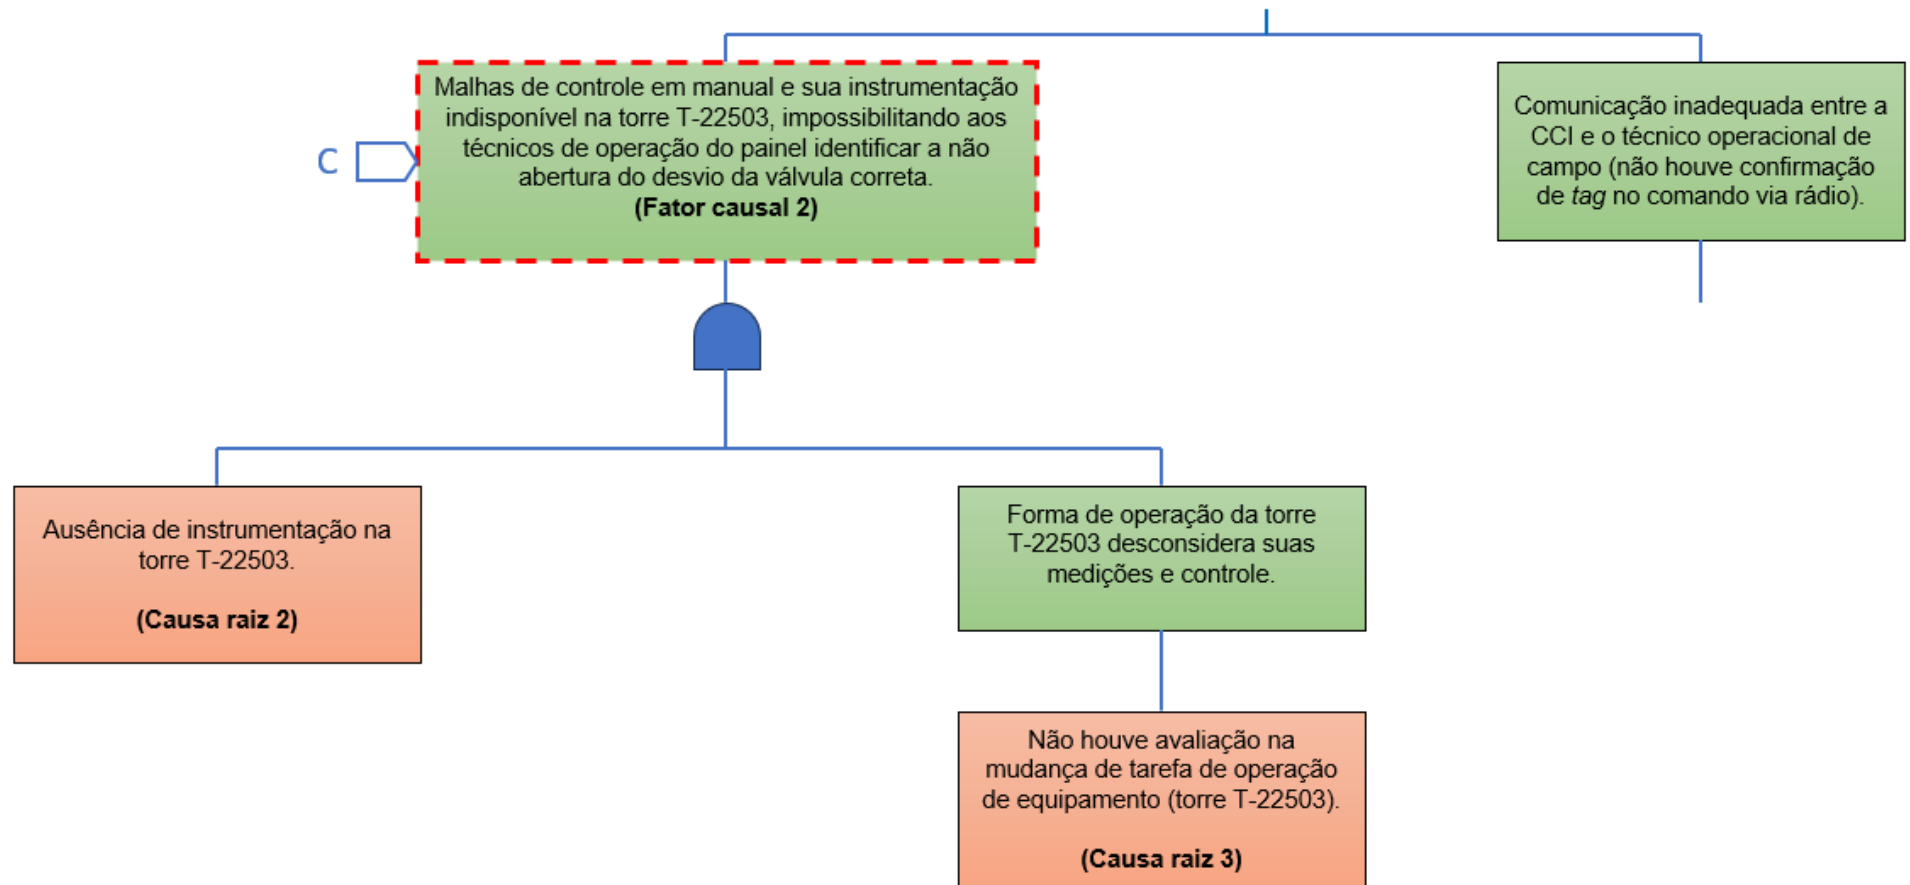 Malhas de controle em manual e sua instrumentação
indisponível na torre T-22503, impossibilitando aos
técnicos de operação do painel identificar a não
abertura do desvio da válvula correta.
(Fator causal 2)
C
Comunicação inadequada entre a
CCI e o técnico operacional de
campo (não houve confirmação
de tag no comando via rádio).
Ausência de instrumentação na
torre T-22503.
(Causa raiz 2)
Forma de operação da torre
T-22503 desconsidera suas
medições e controle.
Não houve avaliação na
mudança de tarefa de operação
de equipamento (torre T-22503).
(Causa raiz 3)